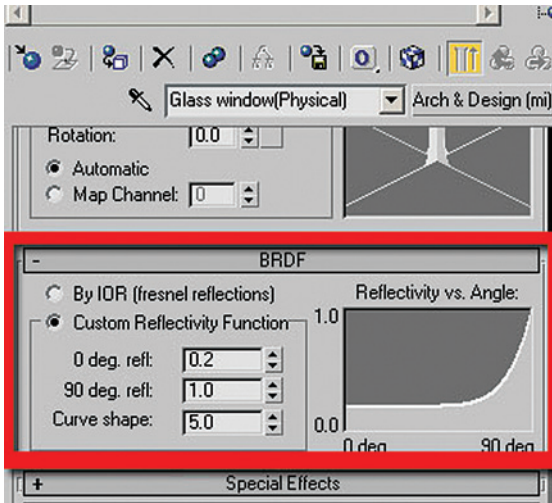 Glass window(Physical) Arch & Design (mi)
Rotation: 0.0
Automatic
Map Channel: 0
- BRDF
By IOR (fresnel reflections) Reflectivity vs. Angle:
Custom Reflectivity Function 1.0
0 deg. refl: 0.2
90 deg. refl: 1.0
Curve shape: 5.0 0.0
0 deg 90 deg
+ Special Effects